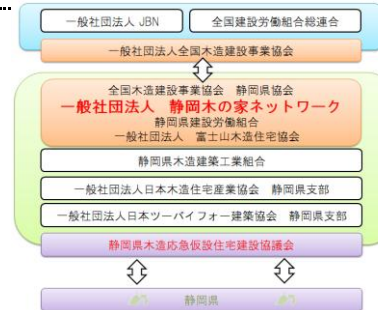 一般社団法人 JBN
全国建設労働組合総連合
一般社団法人全国木造建設事業協会
全国木造建設事業協会　静岡県協会
一般社団法人　静岡木の家ネットワーク
静岡県建設労働組合
一般社団法人　富士山木造住宅協会
静岡県木造建築工業組合
一般社団法人日本木造住宅産業協会　静岡県支部
一般社団法人日本ツーバイフォー建築協会　静岡県支部
静岡県木造応急仮設住宅建設協議会
静岡県